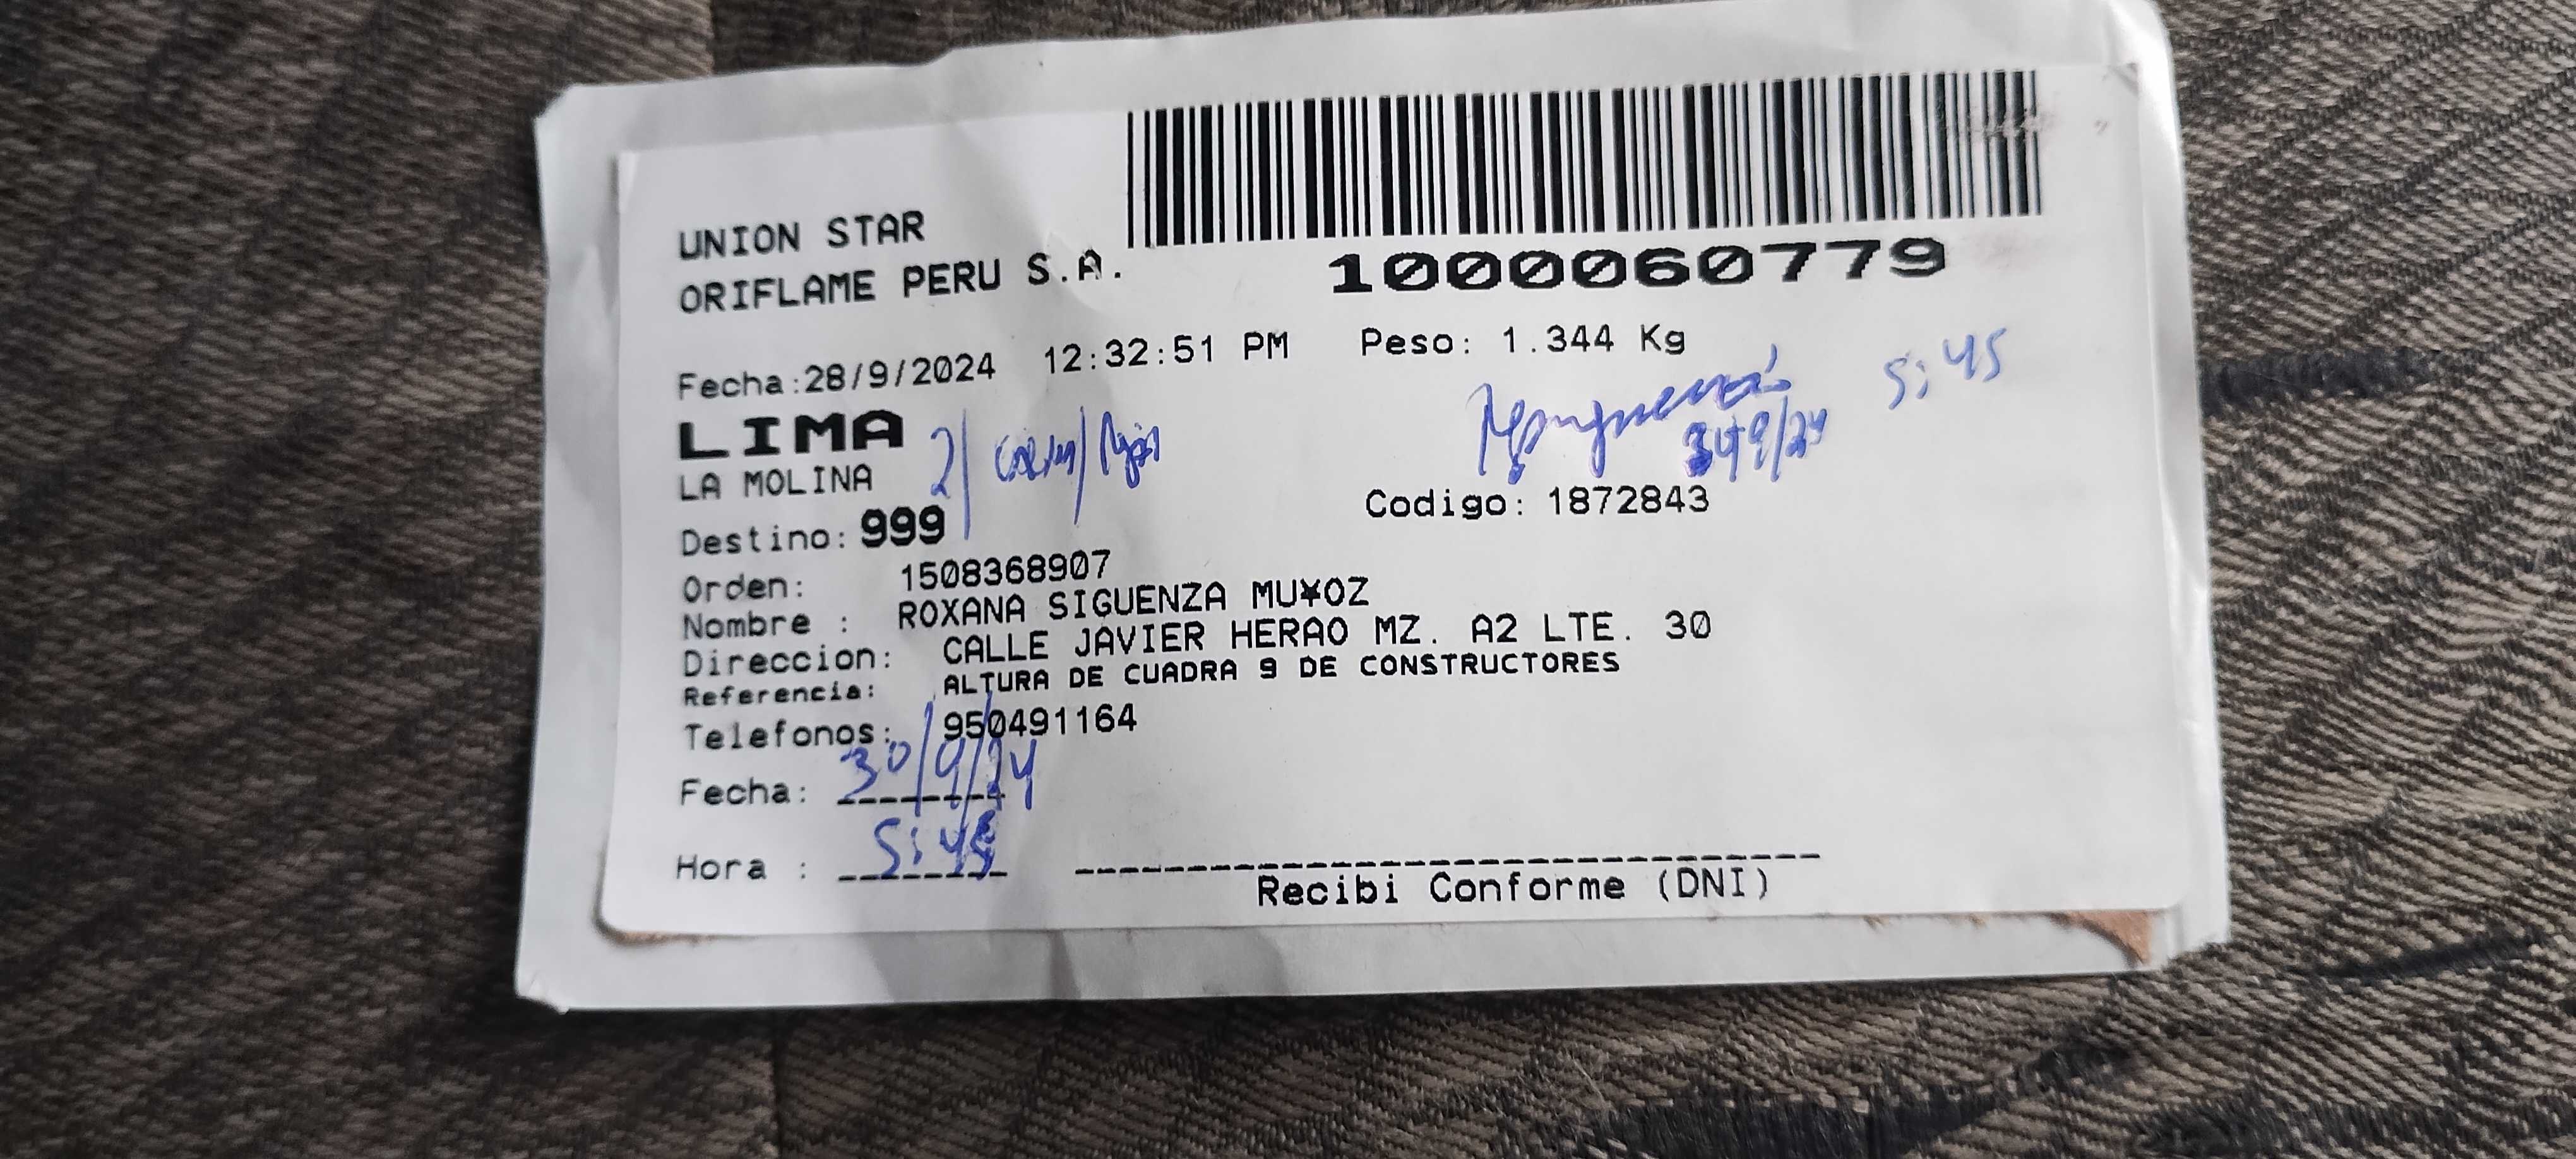 UNION STAR
ORIFLAME PERU S.A.
1000060779
Fecha:28/9/2024 12:32:51 PM Peso: 1.344 Kg
5:45
LIMA
LA MOLINA
2/
Codigo: 1872843
Destino: 999
Orden: 1508368907
Nombre : ROXANA SIGUENZA MU¥OZ
Direccion: CALLE JAVIER HERAO MZ. A2 LTE. 30
Referencia: ALTURA DE CUADRA 9 DE CONSTRUCTORES
Telefonos: 950491164
Fecha: 30/9/24
Hora : 5:45
Recibi Conforme (DNI)